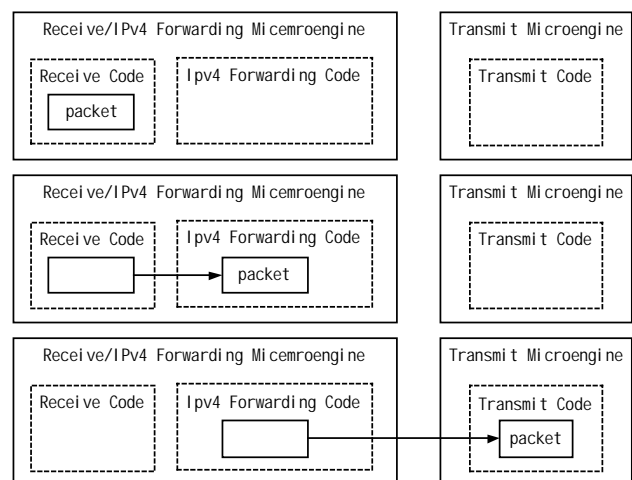 Receive/IPv4 Forwarding Micemroengine
Transmit Microengine
Receive Code
Ipv4 Forwarding Code
Transmit Code
packet
Receive/IPv4 Forwarding Micemroengine
Transmit Microengine
Receive Code
Ipv4 Forwarding Code
Transmit Code
packet
Receive/IPv4 Forwarding Micemroengine
Transmit Microengine
Receive Code
Ipv4 Forwarding Code
Transmit Code
packet